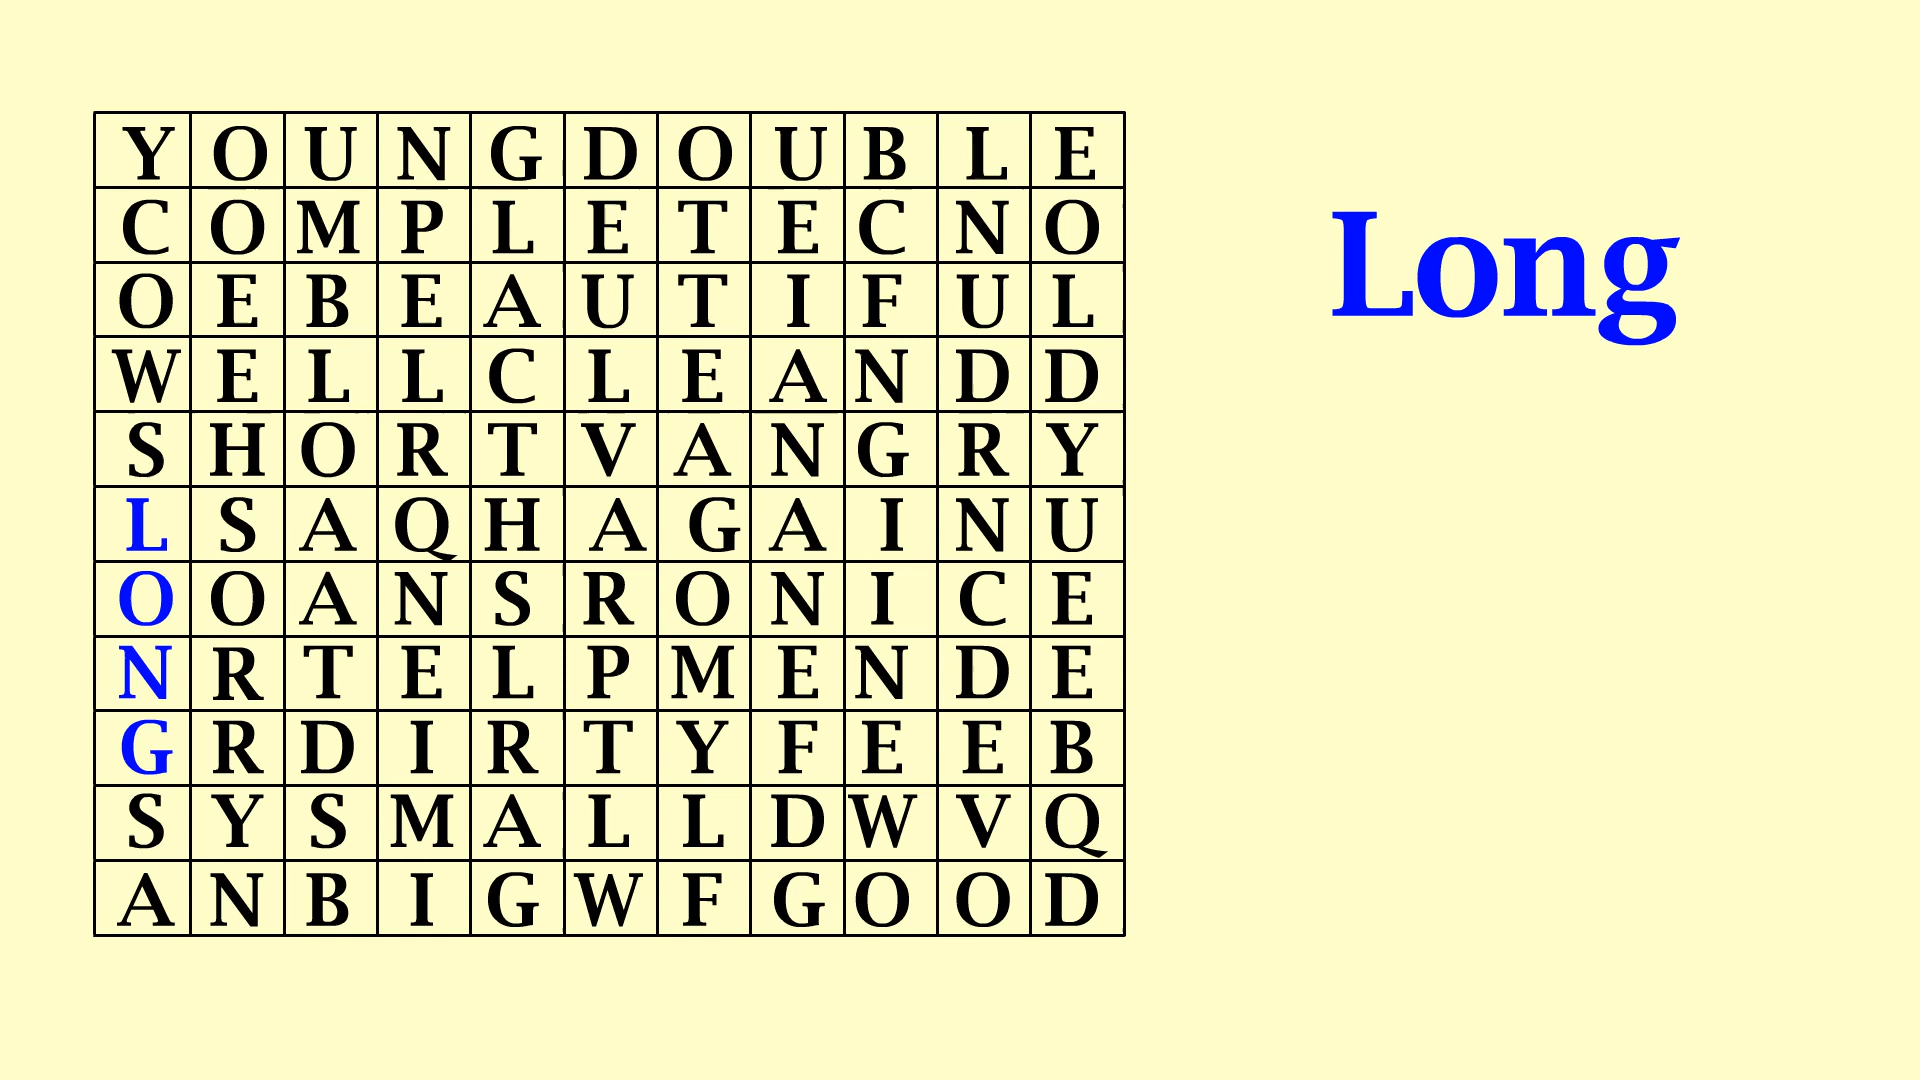 Y O U N G D O U B L E
C O M P L E T E C N O
O E B E A U T I F U L
W E L L C L E A N D D
S H O R T V A N G R Y
L S A Q H A G A I N U
O O A N S R O N I C E
N R T E L P M E N D E
G R D I R T Y F E E B
S Y S M A L L D W V Q
A N B I G W F G O O D
Long